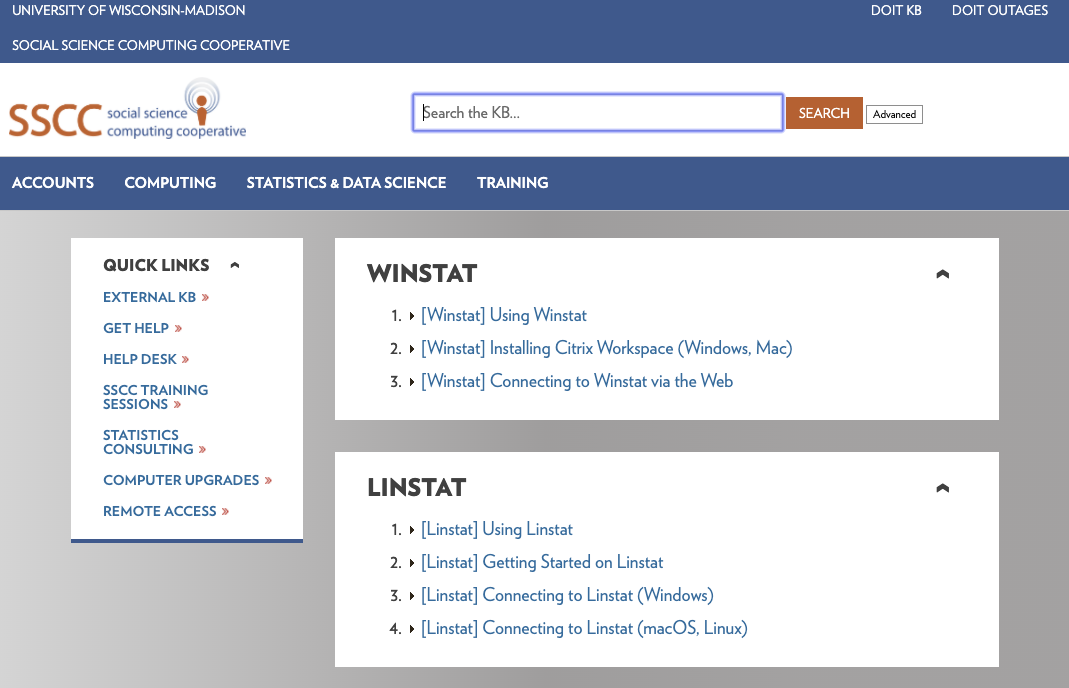 UNIVERSITY OF WISCONSIN-MADISON
DOIT KB
DOIT OUTAGES
SOCIAL SCIENCE COMPUTING COOPERATIVE
SSCC social science
computing cooperative
Search the KB...
SEARCH
Advanced
ACCOUNTS
COMPUTING
STATISTICS & DATA SCIENCE
TRAINING
QUICK LINKS
EXTERNAL KB »
GET HELP »
HELP DESK »
SSCC TRAINING
SESSIONS »
STATISTICS
CONSULTING »
COMPUTER UPGRADES »
REMOTE ACCESS »
WINSTAT
1. [Winstat] Using Winstat
2. [Winstat] Installing Citrix Workspace (Windows, Mac)
3. [Winstat] Connecting to Winstat via the Web
LINSTAT
1. [Linstat] Using Linstat
2. [Linstat] Getting Started on Linstat
3. [Linstat] Connecting to Linstat (Windows)
4. [Linstat] Connecting to Linstat (macOS, Linux)